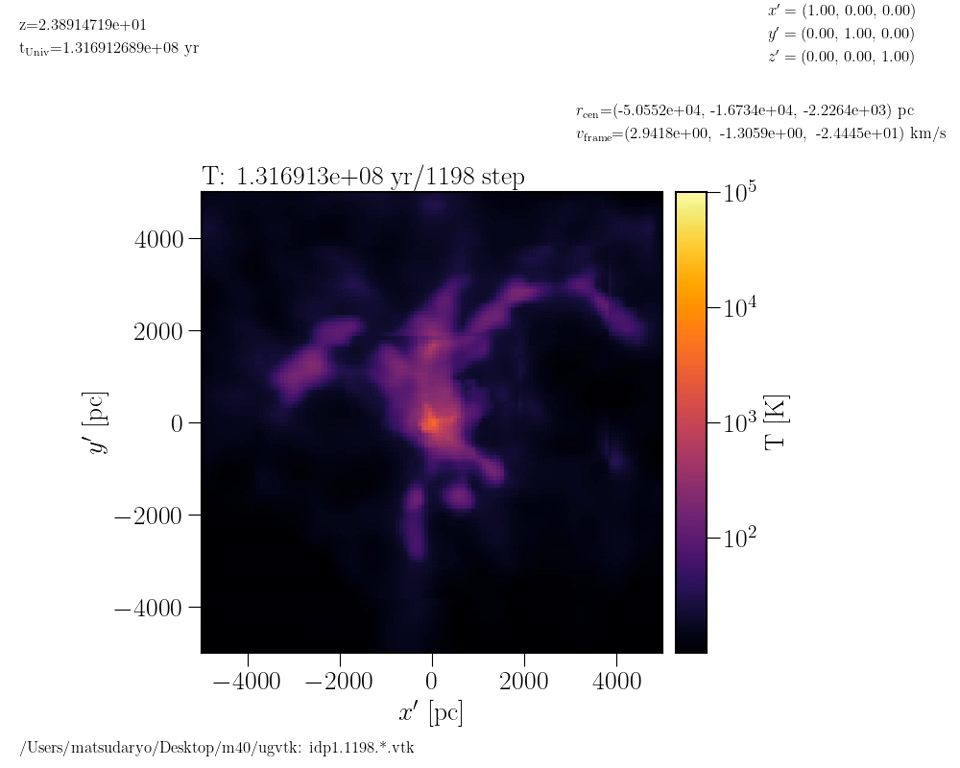 z=2.38914719e+01
t_Univ=1.316912689e+08 yr
x′ = (1.00, 0.00, 0.00)
y′ = (0.00, 1.00, 0.00)
z′ = (0.00, 0.00, 1.00)
r_cen=(-5.0552e+04, -1.6734e+04, -2.2264e+03) pc
v_frame=(2.9418e+00, -1.3059e+00, -2.4445e+01) km/s
T: 1.316913e+08 yr/1198 step
4000
2000
0
−2000
−4000
y′ [pc]
−4000 −2000 0 2000 4000
x′ [pc]
10^5
10^4
10^3
10^2
T [K]
/Users/matsudaryo/Desktop/m40/ugvtk: idp1.1198.*.vtk